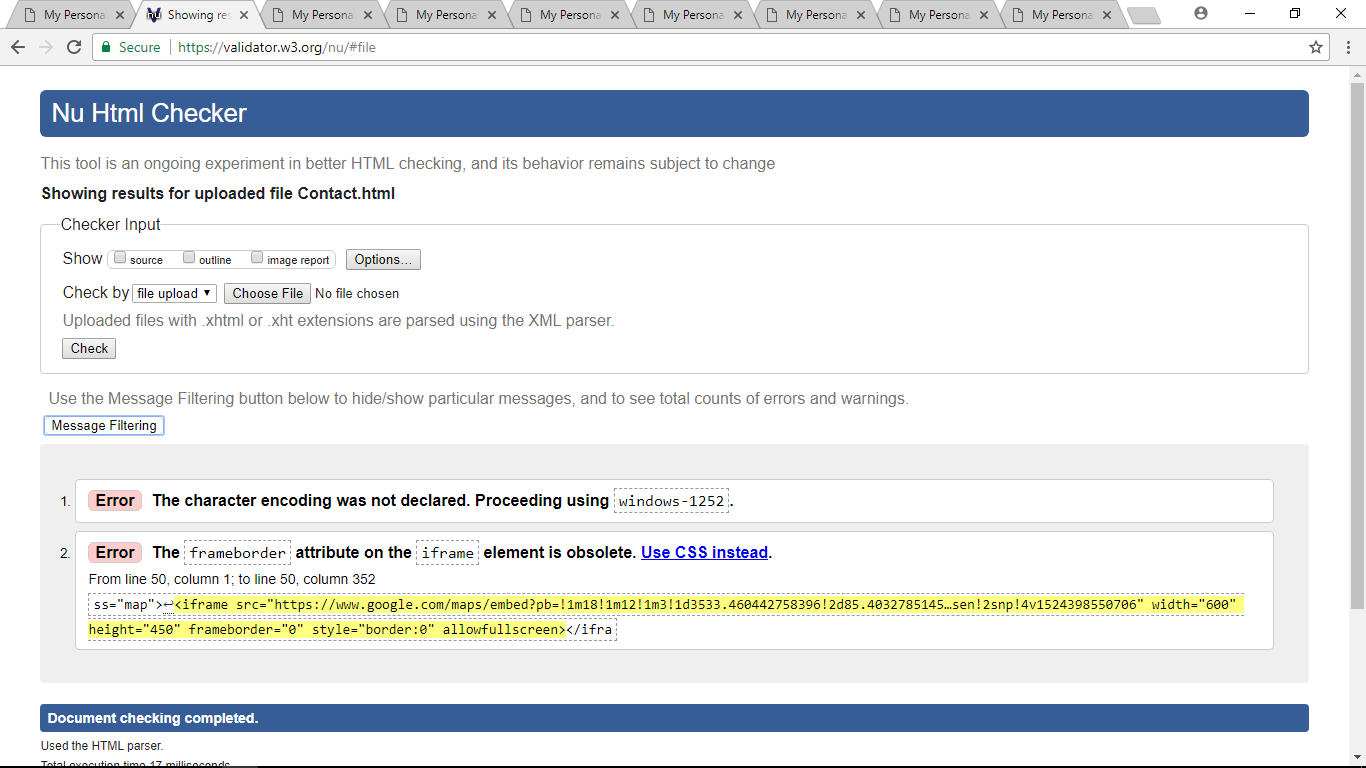 My Persona
Showing res
My Persona
My Persona
My Persona
My Persona
My Persona
My Persona
My Persona
Secure https://validator.w3.org/nu/#file
Nu Html Checker
This tool is an ongoing experiment in better HTML checking, and its behavior remains subject to change
Showing results for uploaded file Contact.html
Checker Input
Show source outline image report Options...
Check by file upload Choose File No file chosen
Uploaded files with .xhtml or .xht extensions are parsed using the XML parser.
Check
Use the Message Filtering button below to hide/show particular messages, and to see total counts of errors and warnings.
Message Filtering
1. Error The character encoding was not declared. Proceeding using windows-1252.
2. Error The frameborder attribute on the iframe element is obsolete. Use CSS instead.
From line 50, column 1; to line 50, column 352
ss="map">↩<iframe src="https://www.google.com/maps/embed?pb=!1m18!1m12!1m3!1d3533.460442758396!2d85.4032785145…sen!2snp!4v1524398550706" width="600"
height="450" frameborder="0" style="border:0" allowfullscreen></ifra
Document checking completed.
Used the HTML parser.
Total execution time 17 milliseconds.